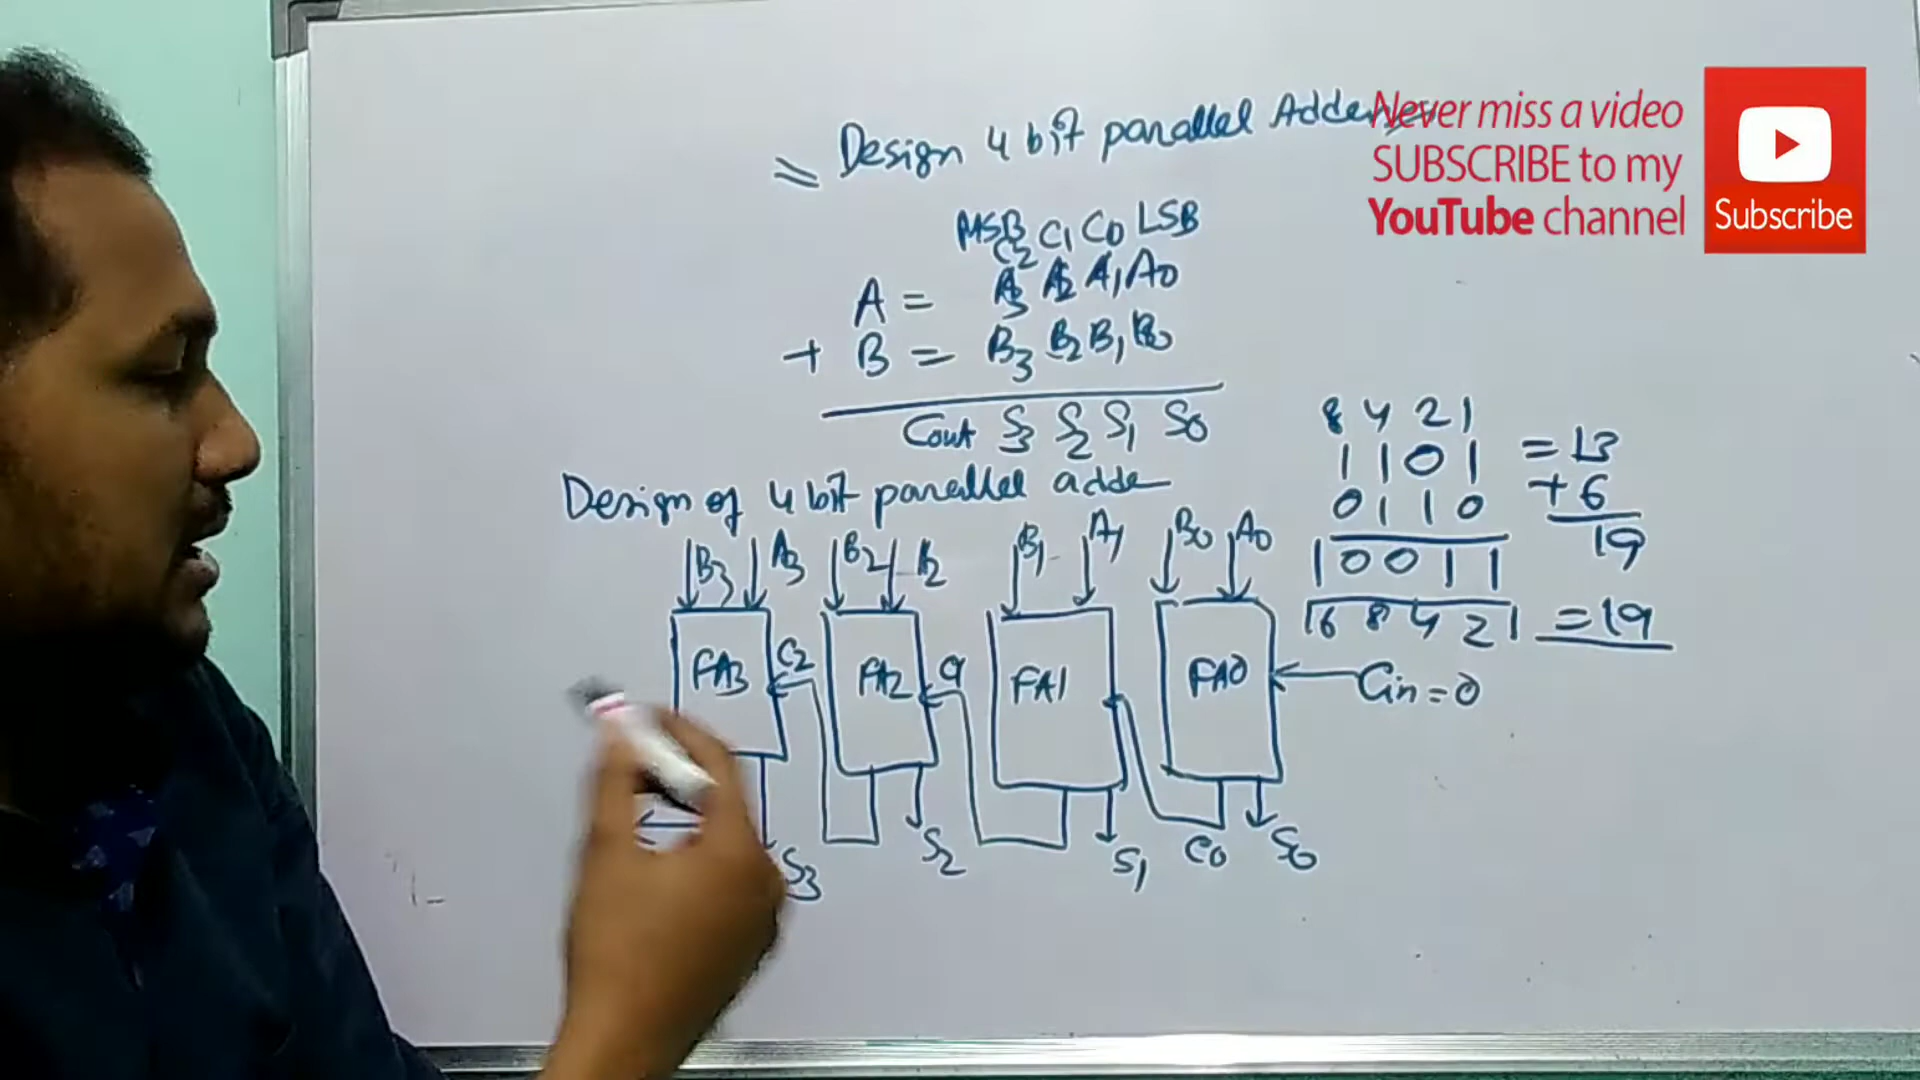 = Design 4 bit parallel Adder
Never miss a video
SUBSCRIBE to my
YouTube channel
Subscribe
MSB C2 C1 C0 LSB
A = A3 A2 A1 A0
+ B = B3 B2 B1 B0
Cout S3 S2 S1 S0
8 4 2 1
1 1 0 1 = 13
0 1 1 0 + 6
1 0 0 1 1 19
16 8 4 2 1 = 19
Design of 4 bit parallel adde
B3 A3 B2 A2 B1 A1 B0 A0
FA3 C2 FA2 C1 FA1 FA0 Cin = 0
S3 S2 S1 C0 S0